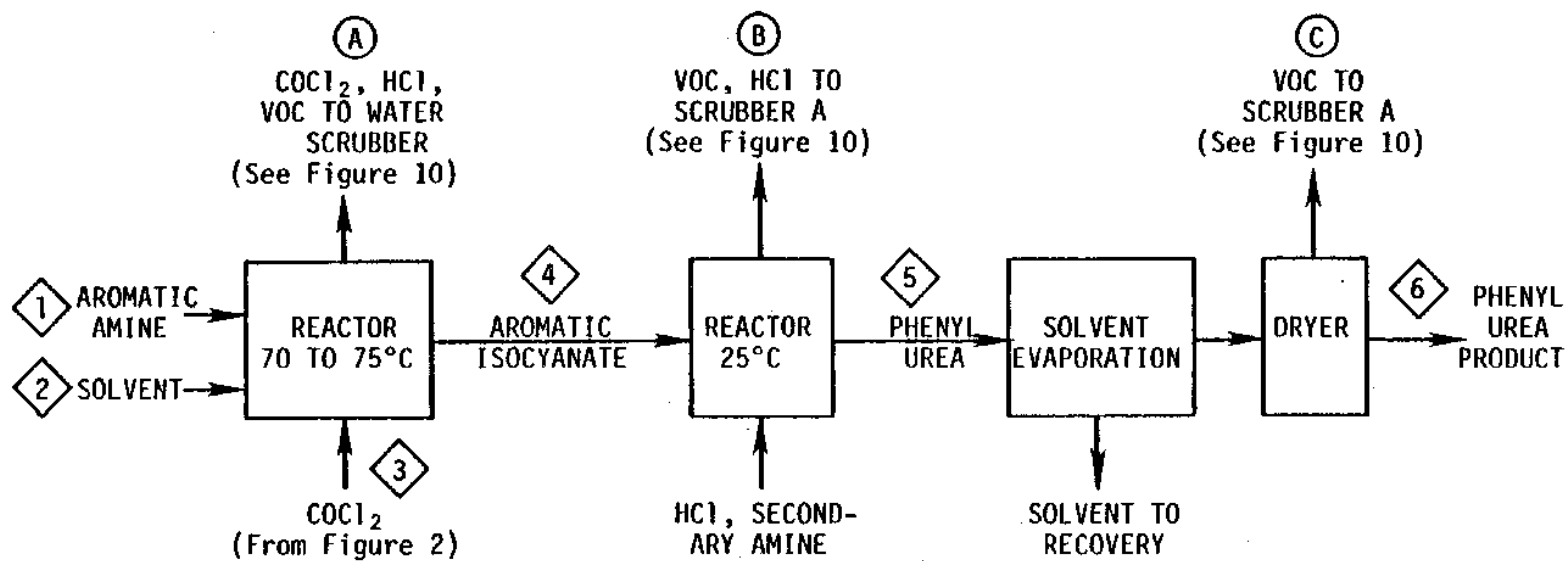 A
COCl₂, HCl,
VOC TO WATER
SCRUBBER
(See Figure 10)
B
VOC, HCl TO
SCRUBBER A
(See Figure 10)
C
VOC TO
SCRUBBER A
(See Figure 10)
1
AROMATIC
AMINE
2
SOLVENT
REACTOR
70 TO 75°C
3
COCl₂
(From Figure 2)
4
AROMATIC
ISOCYANATE
REACTOR
25°C
HCl, SECOND-
ARY AMINE
5
PHENYL
UREA
SOLVENT
EVAPORATION
SOLVENT TO
RECOVERY
DRYER
6
PHENYL
UREA
PRODUCT